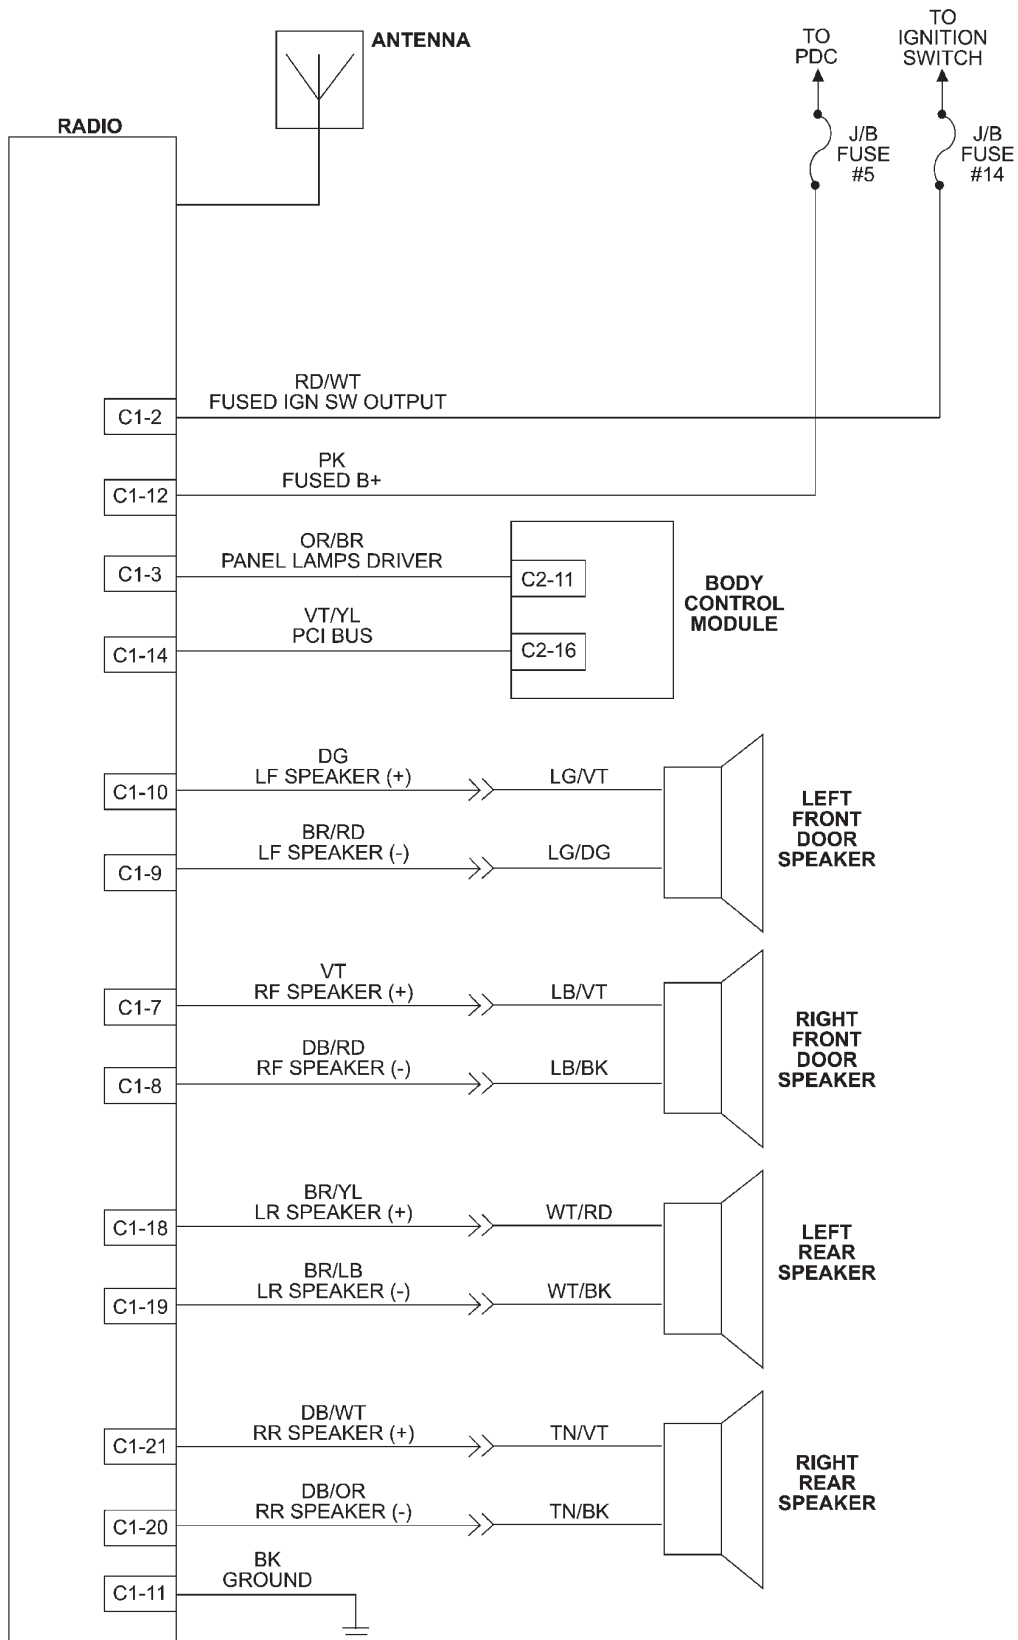 ANTENNA
TO
PDC
TO
IGNITION
SWITCH
RADIO
J/B
FUSE
#5
J/B
FUSE
#14
RD/WT
FUSED IGN SW OUTPUT
C1-2
PK
FUSED B+
C1-12
OR/BR
PANEL LAMPS DRIVER
C1-3
C2-11
BODY
CONTROL
MODULE
VT/YL
PCI BUS
C1-14
C2-16
DG
LF SPEAKER (+)
LG/VT
C1-10
BR/RD
LF SPEAKER (-)
LG/DG
C1-9
LEFT
FRONT
DOOR
SPEAKER
VT
RF SPEAKER (+)
LB/VT
C1-7
DB/RD
RF SPEAKER (-)
LB/BK
C1-8
RIGHT
FRONT
DOOR
SPEAKER
BR/YL
LR SPEAKER (+)
WT/RD
C1-18
BR/LB
LR SPEAKER (-)
WT/BK
C1-19
LEFT
REAR
SPEAKER
DB/WT
RR SPEAKER (+)
TN/VT
C1-21
DB/OR
RR SPEAKER (-)
TN/BK
C1-20
RIGHT
REAR
SPEAKER
BK
GROUND
C1-11